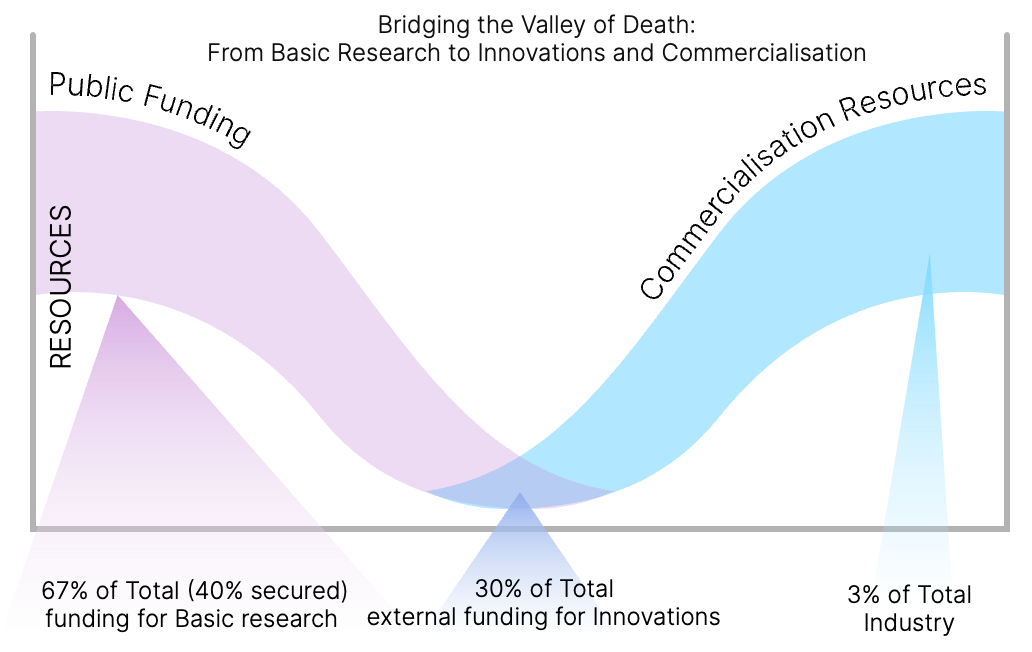 Bridging the Valley of Death:
From Basic Research to Innovations and Commercialisation
Public Funding
Commercialisation Resources
RESOURCES
67% of Total (40% secured)
funding for Basic research
30% of Total
external funding for Innovations
3% of Total
Industry